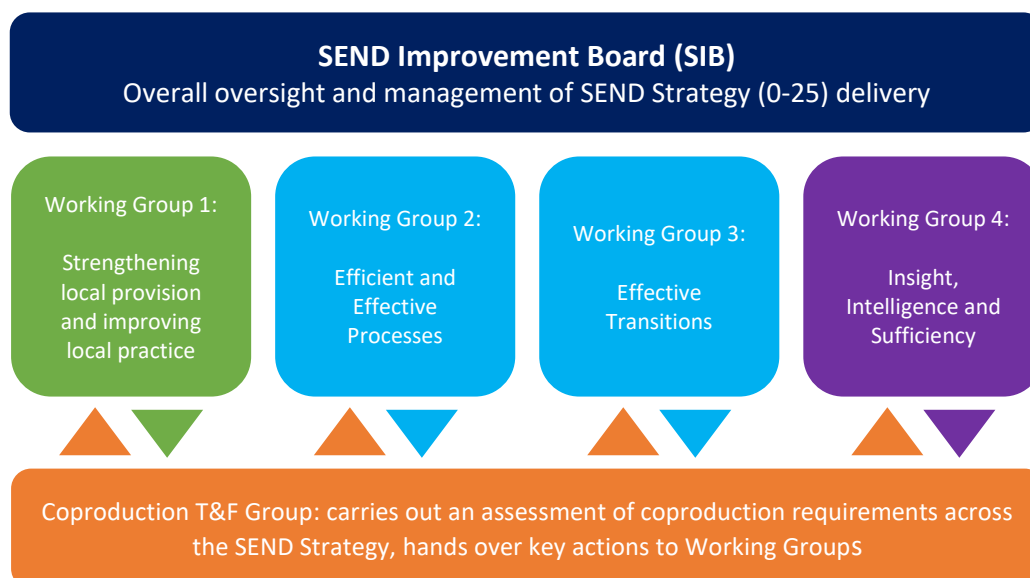 SEND Improvement Board (SIB)
Overall oversight and management of SEND Strategy (0-25) delivery
Working Group 1:
Strengthening
local provision
and improving
local practice
Working Group 2:
Efficient and
Effective
Processes
Working Group 3:
Effective
Transitions
Working Group 4:
Insight,
Intelligence and
Sufficiency
Coproduction T&F Group: carries out an assessment of coproduction requirements across
the SEND Strategy, hands over key actions to Working Groups